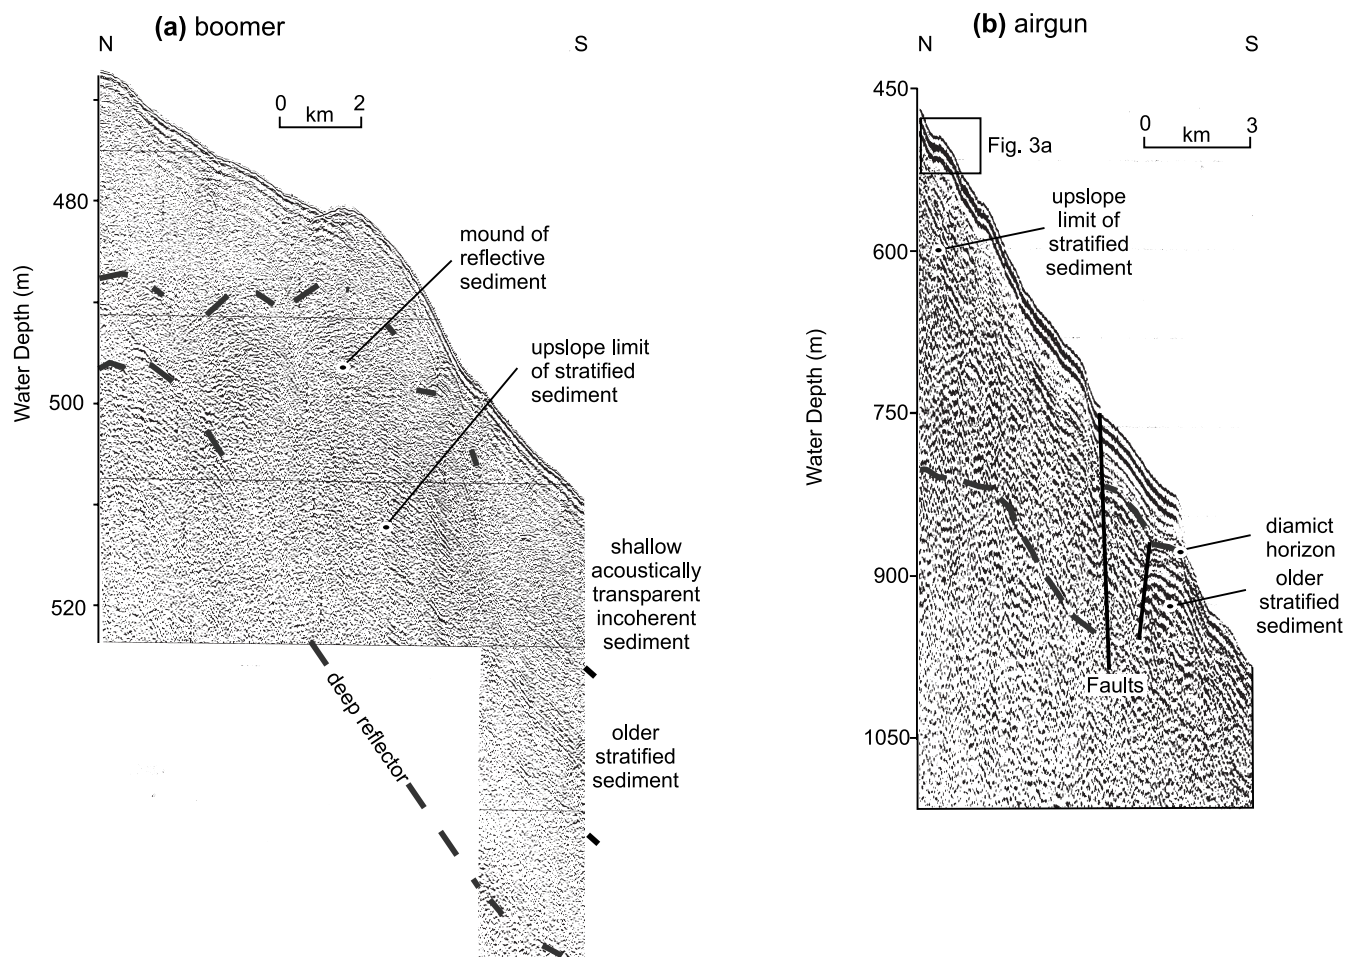 (a) boomer
N
S
0
2
km
480
500
520
Water Depth (m)
mound of
reflective
sediment
upslope limit
of stratified
sediment
shallow
acoustically
transparent
incoherent
sediment
deep reflector
older
stratified
sediment
(b) airgun
N
S
450
600
750
900
1050
Water Depth (m)
0
3
km
Fig. 3a
upslope
limit of
stratified
sediment
diamict
horizon
older
stratified
sediment
Faults